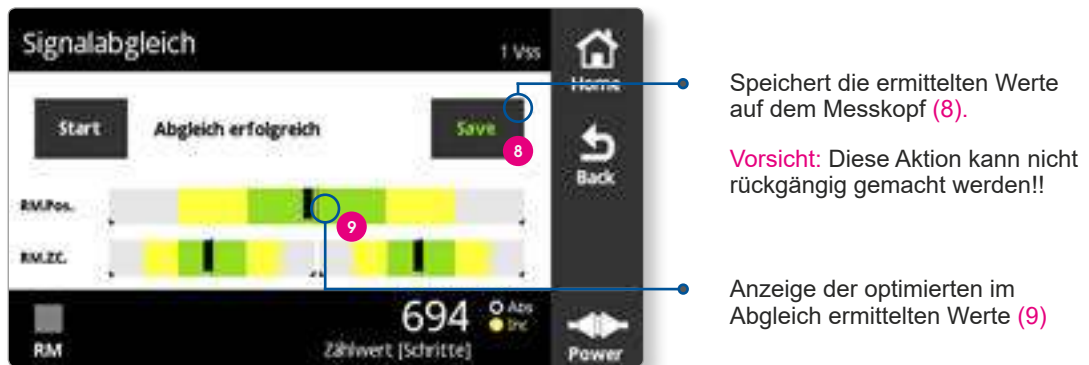 Signalabgleich
1 Vss
Home
Start
Abgleich erfolgreich
Save
8
Back
RM.Pos.
9
RM.ZC.
694
Abs
Inc
RM
Zählwert [Schritte]
Power
Speichert die ermittelten Werte
auf dem Messkopf (8).
Vorsicht: Diese Aktion kann nicht
rückgängig gemacht werden!!
Anzeige der optimierten im
Abgleich ermittelten Werte (9)